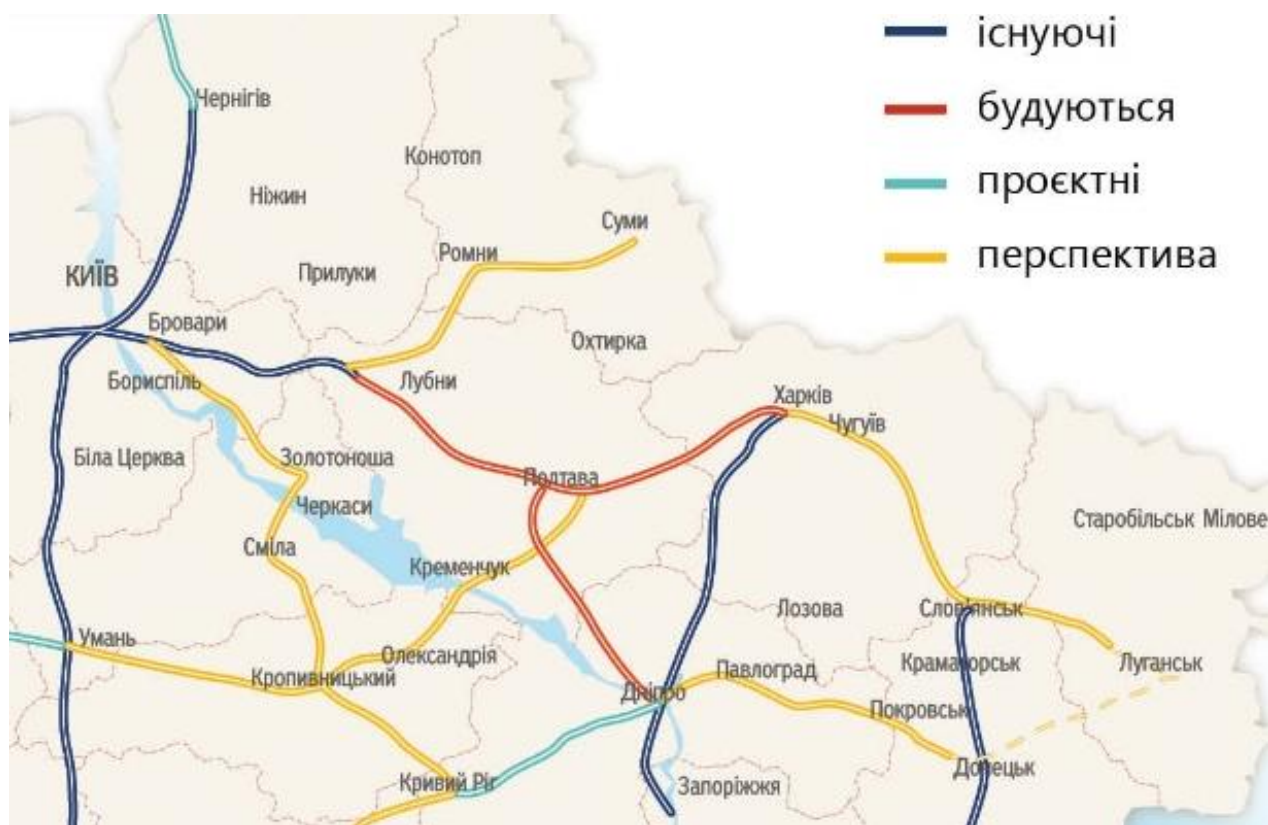 існуючі
будуються
проєктні
перспектива
Чернігів
Конотоп
Ніжин
Суми
Ромни
Прилуки
КИЇВ
Бровари
Охтирка
Бориспіль
Лубни
Харків
Чугуїв
Біла Церква
Золотоноша
Полтава
Черкаси
Старобільськ Мілове
Сміла
Кременчук
Лозова
Слов'янськ
Умань
Олександрія
Павлоград
Краматорськ
Луганськ
Кропивницький
Дніпро
Покровськ
Донецьк
Кривий Ріг
Запоріжжя